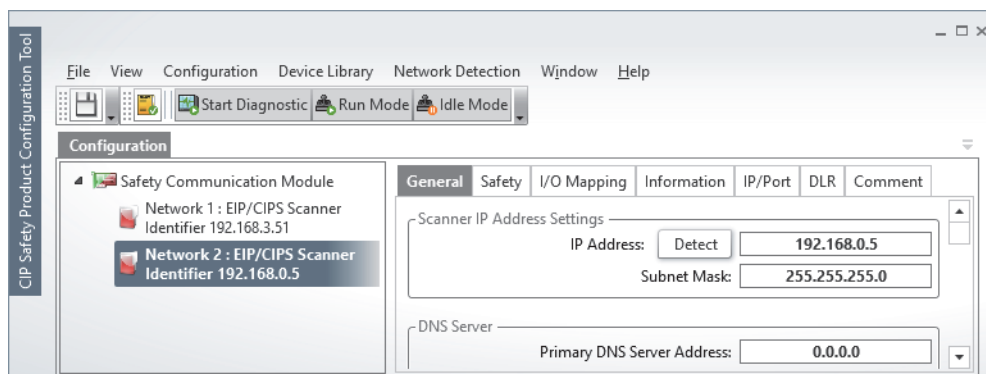 CIP Safety Product Configuration Tool
File View Configuration Device Library Network Detection Window Help
Start Diagnostic Run Mode Idle Mode
Configuration
Safety Communication Module
Network 1 : EIP/CIPS Scanner
Identifier 192.168.3.51
Network 2 : EIP/CIPS Scanner
Identifier 192.168.0.5
General Safety I/O Mapping Information IP/Port DLR Comment
Scanner IP Address Settings
IP Address: Detect 192.168.0.5
Subnet Mask: 255.255.255.0
DNS Server
Primary DNS Server Address: 0.0.0.0